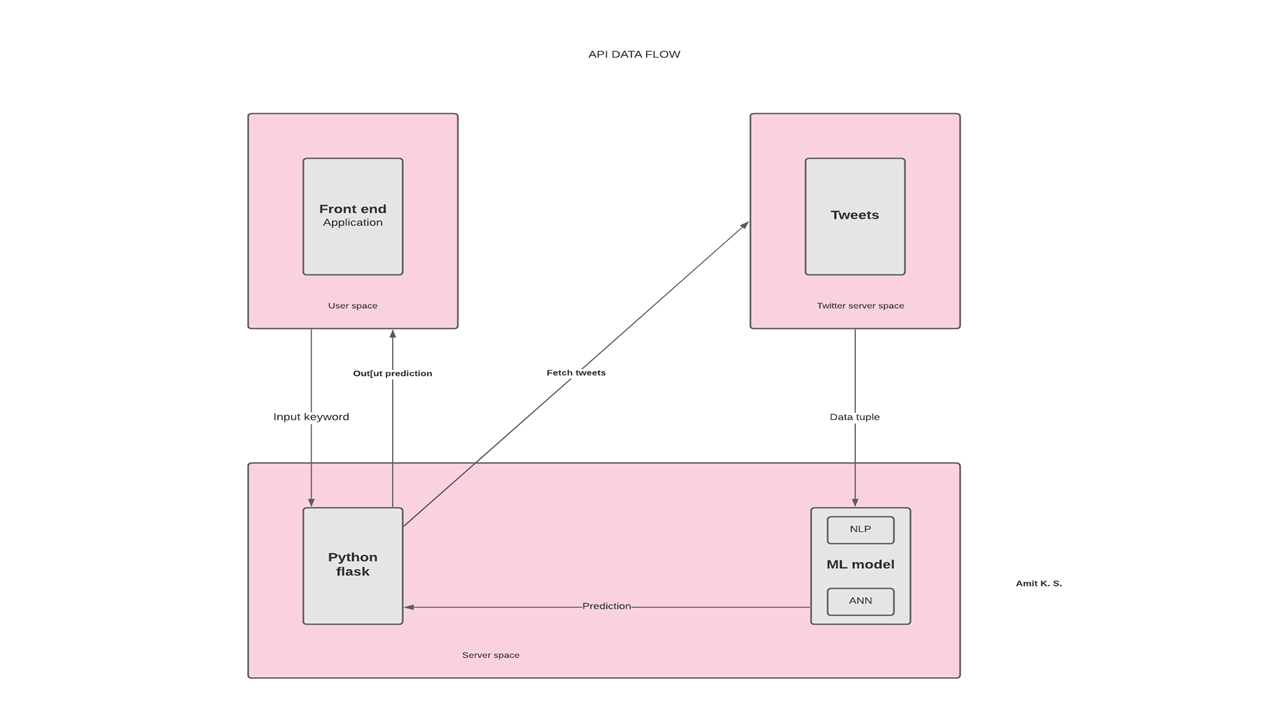 API DATA FLOW
Front end
Application
User space
Tweets
Twitter server space
Out[ut prediction
Fetch tweets
Input keyword
Data tuple
Python
flask
NLP
ML model
ANN
Prediction
Server space
Amit K. S.